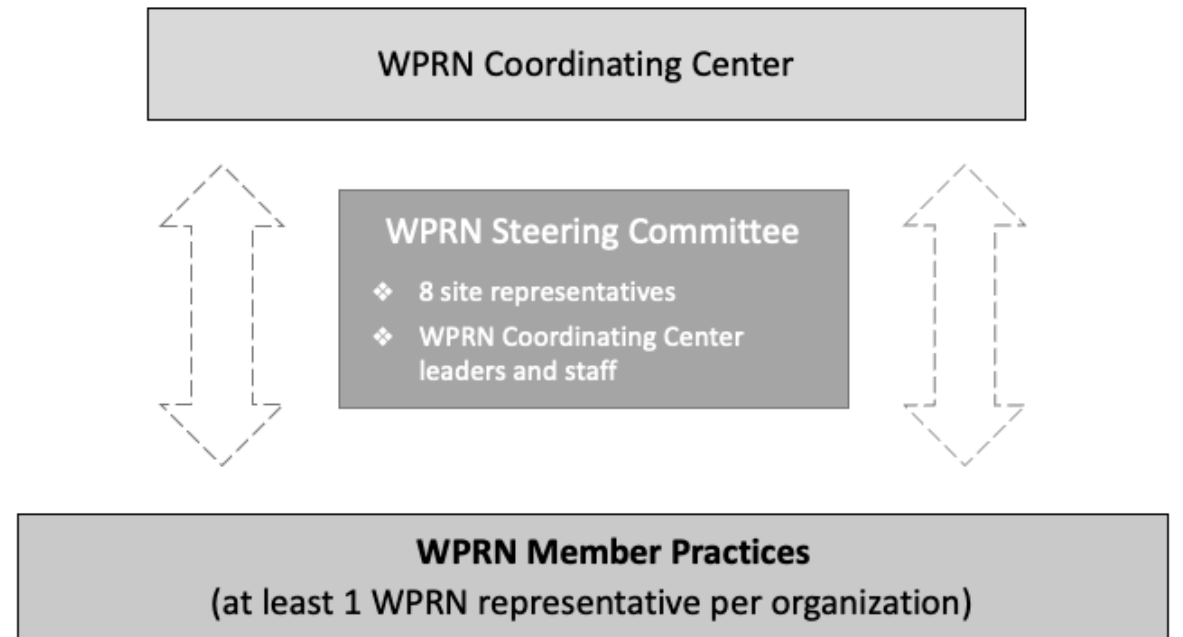 WPRN Coordinating Center
WPRN Steering Committee
❖ 8 site representatives
❖ WPRN Coordinating Center
leaders and staff
WPRN Member Practices
(at least 1 WPRN representative per organization)